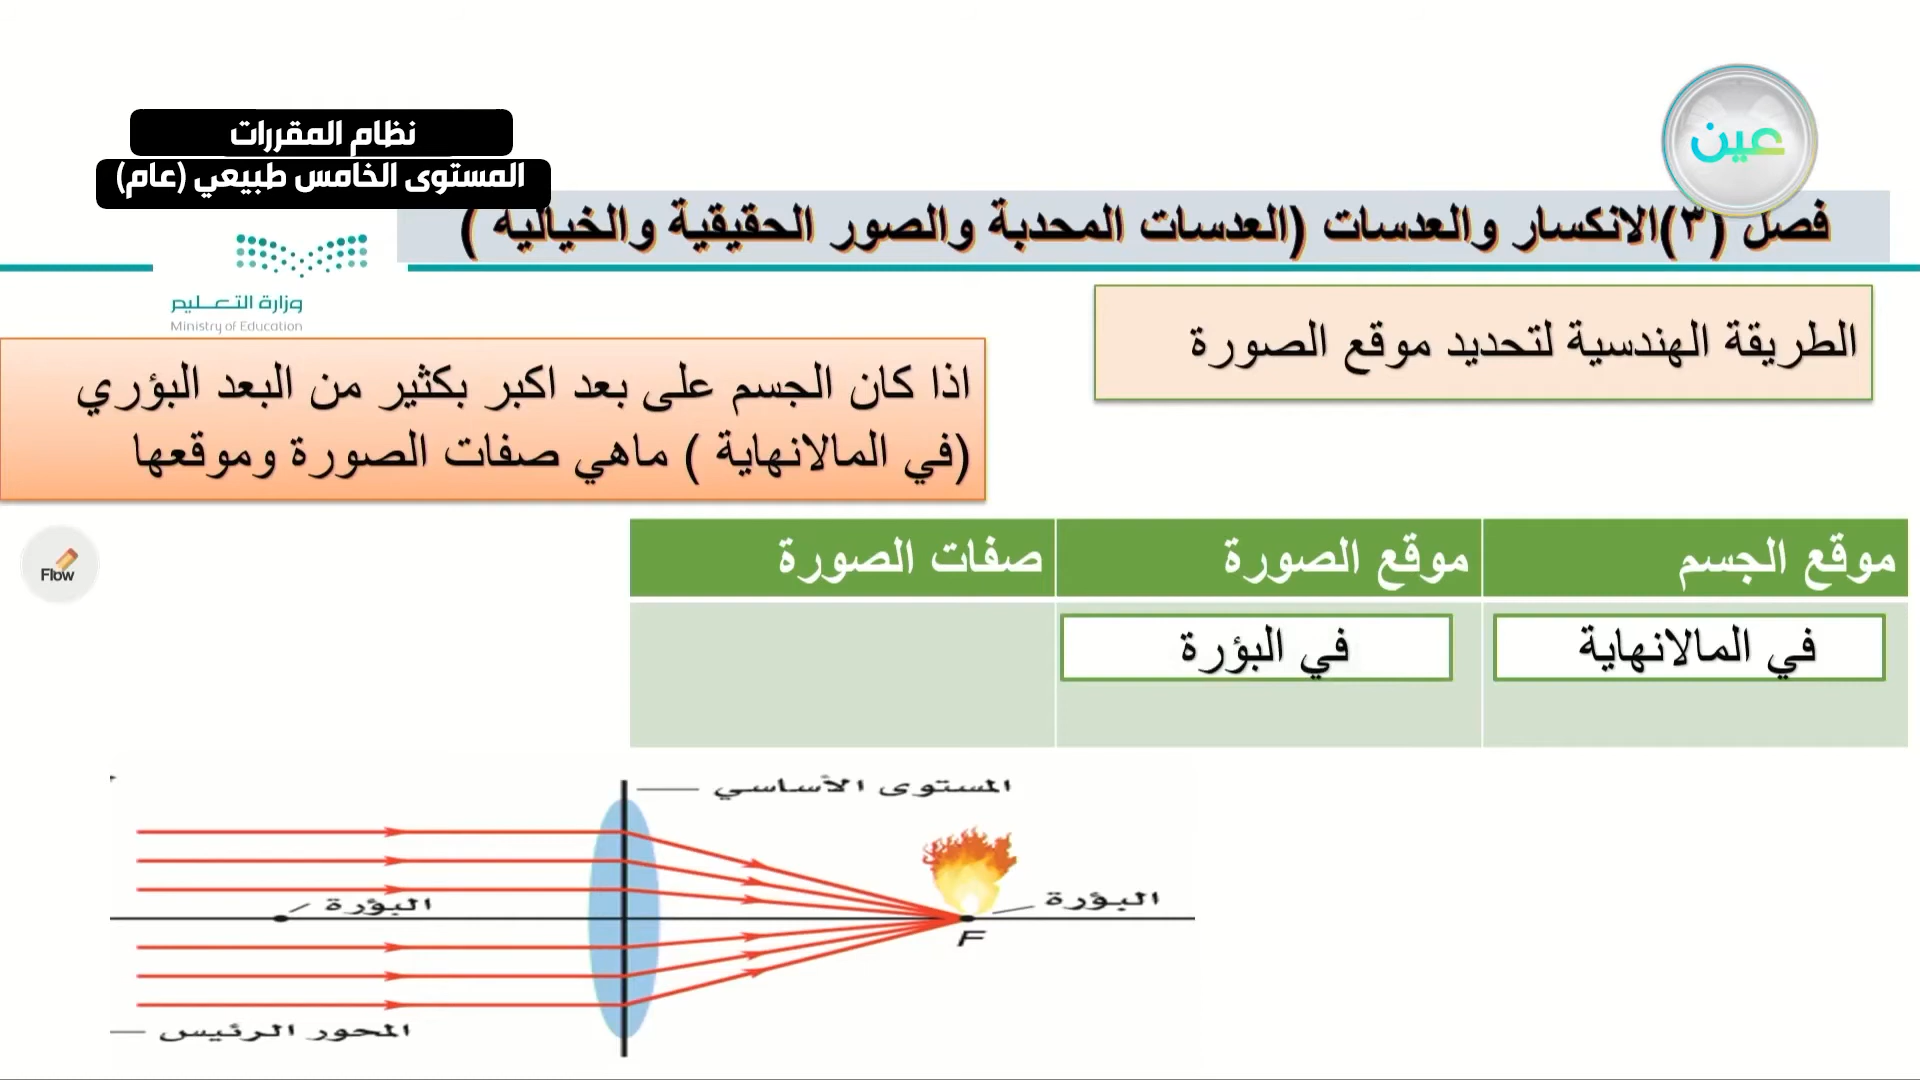 عين
نظام المقررات
المستوى الخامس طبيعي (عام)
فصل (٣)الانكسار والعدسات (العدسات المحدبة والصور الحقيقية والخيالية )
وزارة التعليم
Ministry of Education
الطريقة الهندسية لتحديد موقع الصورة
اذا كان الجسم على بعد اكبر بكثير من البعد البؤري
(في المالانهاية ) ماهي صفات الصورة وموقعها
Flow
موقع الجسم
موقع الصورة
صفات الصورة
في المالانهاية
في البؤرة
المستوى الأساسي
البؤرة
البؤرة
F
المحور الرئيس